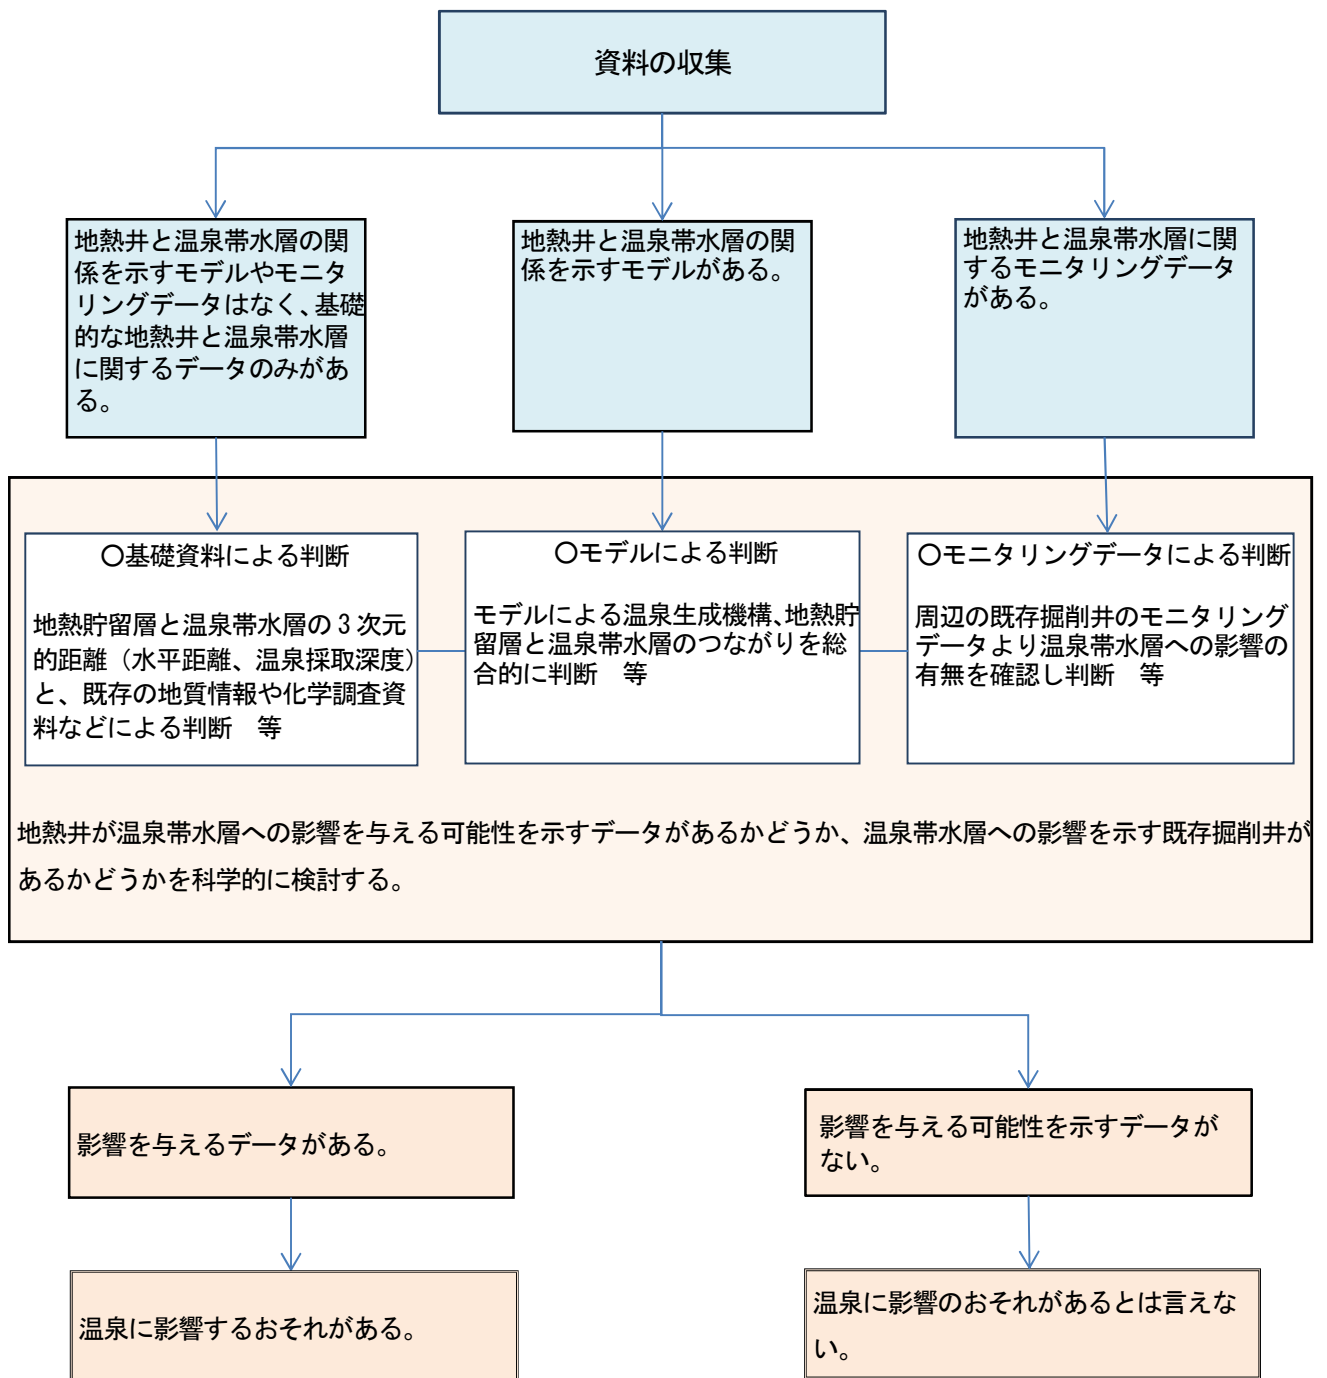 資料の収集
地熱井と温泉帯水層の関
係を示すモデルやモニタ
リングデータはなく、基礎
的な地熱井と温泉帯水層
に関するデータのみがあ
る。
地熱井と温泉帯水層の関
係を示すモデルがある。
地熱井と温泉帯水層に関
するモニタリングデータ
がある。
〇基礎資料による判断
地熱貯留層と温泉帯水層の3次元
的距離（水平距離、温泉採取深度）
と、既存の地質情報や化学調査資
料などによる判断　等
〇モデルによる判断
モデルによる温泉生成機構、地熱貯
留層と温泉帯水層のつながりを総
合的に判断　等
〇モニタリングデータによる判断
周辺の既存掘削井のモニタリング
データより温泉帯水層への影響の
有無を確認し判断　等
地熱井が温泉帯水層への影響を与える可能性を示すデータがあるかどうか、温泉帯水層への影響を示す既存掘削井が
あるかどうかを科学的に検討する。
影響を与えるデータがある。
影響を与える可能性を示すデータが
ない。
温泉に影響するおそれがある。
温泉に影響のおそれがあるとは言えな
い。